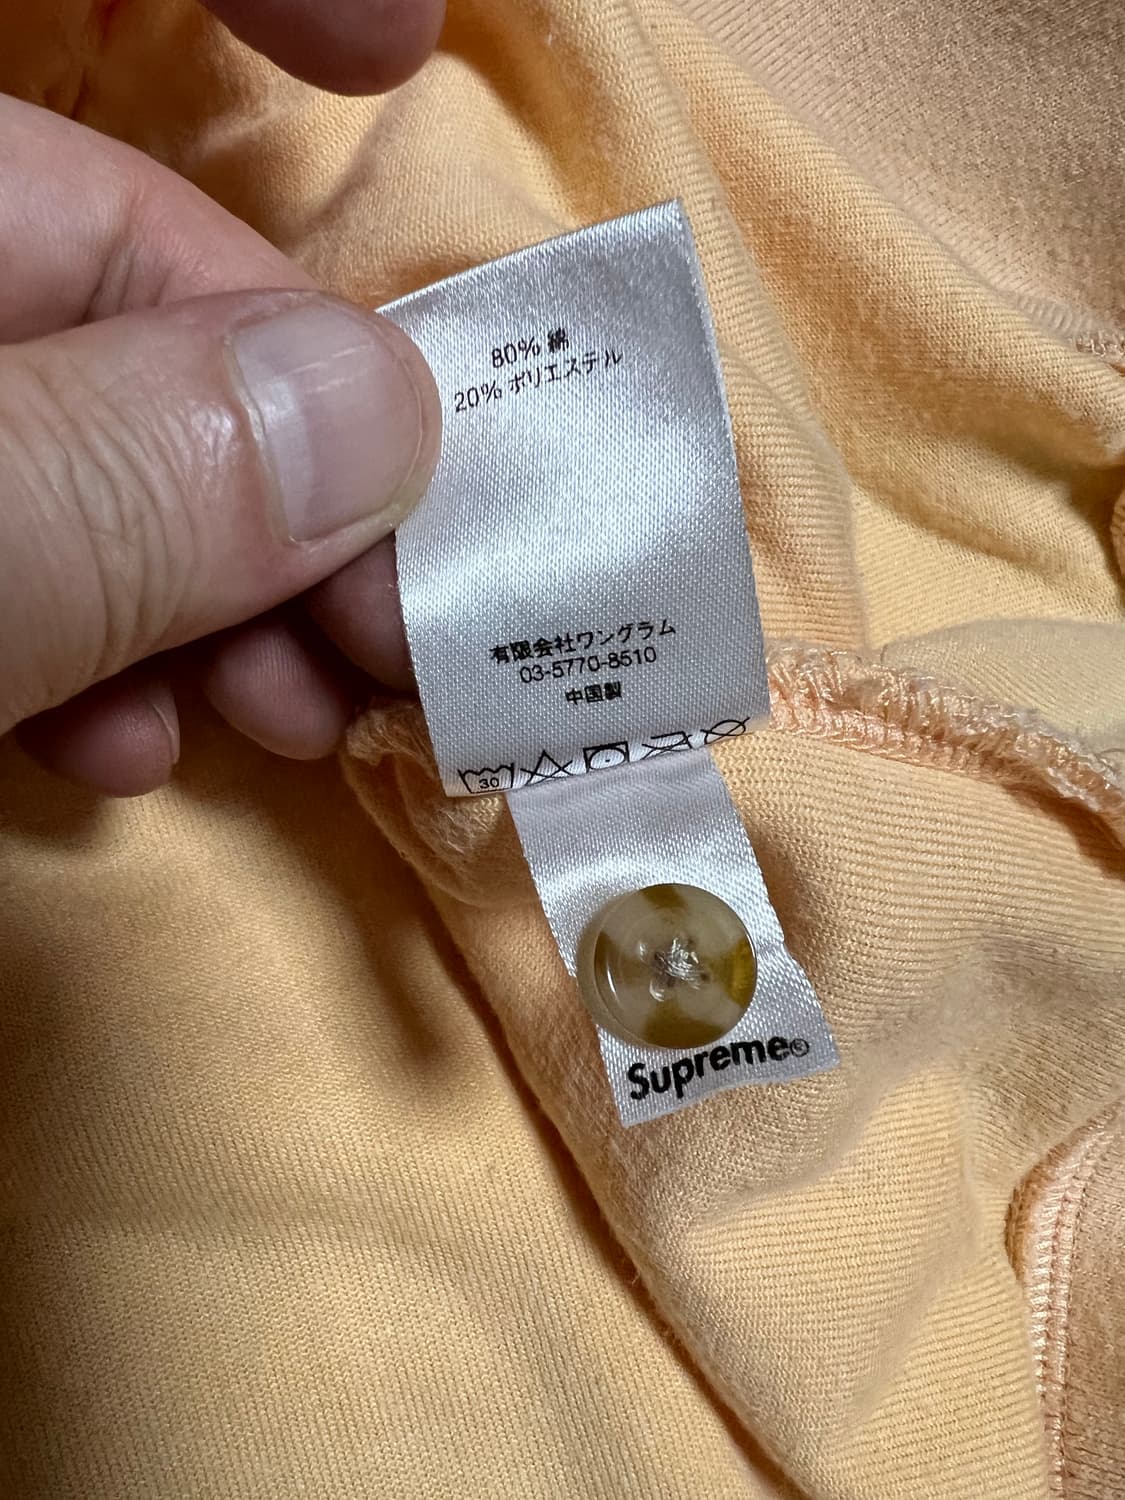 80% 綿
20% ポリエステル
有限会社ワングラム
03-5770-8510
中国製
30
Supreme®